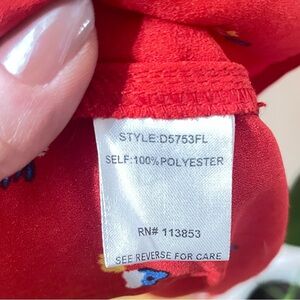 STYLE:D5753FL
SELF:100% POLYESTER
RN# 113853
SEE REVERSE FOR CARE